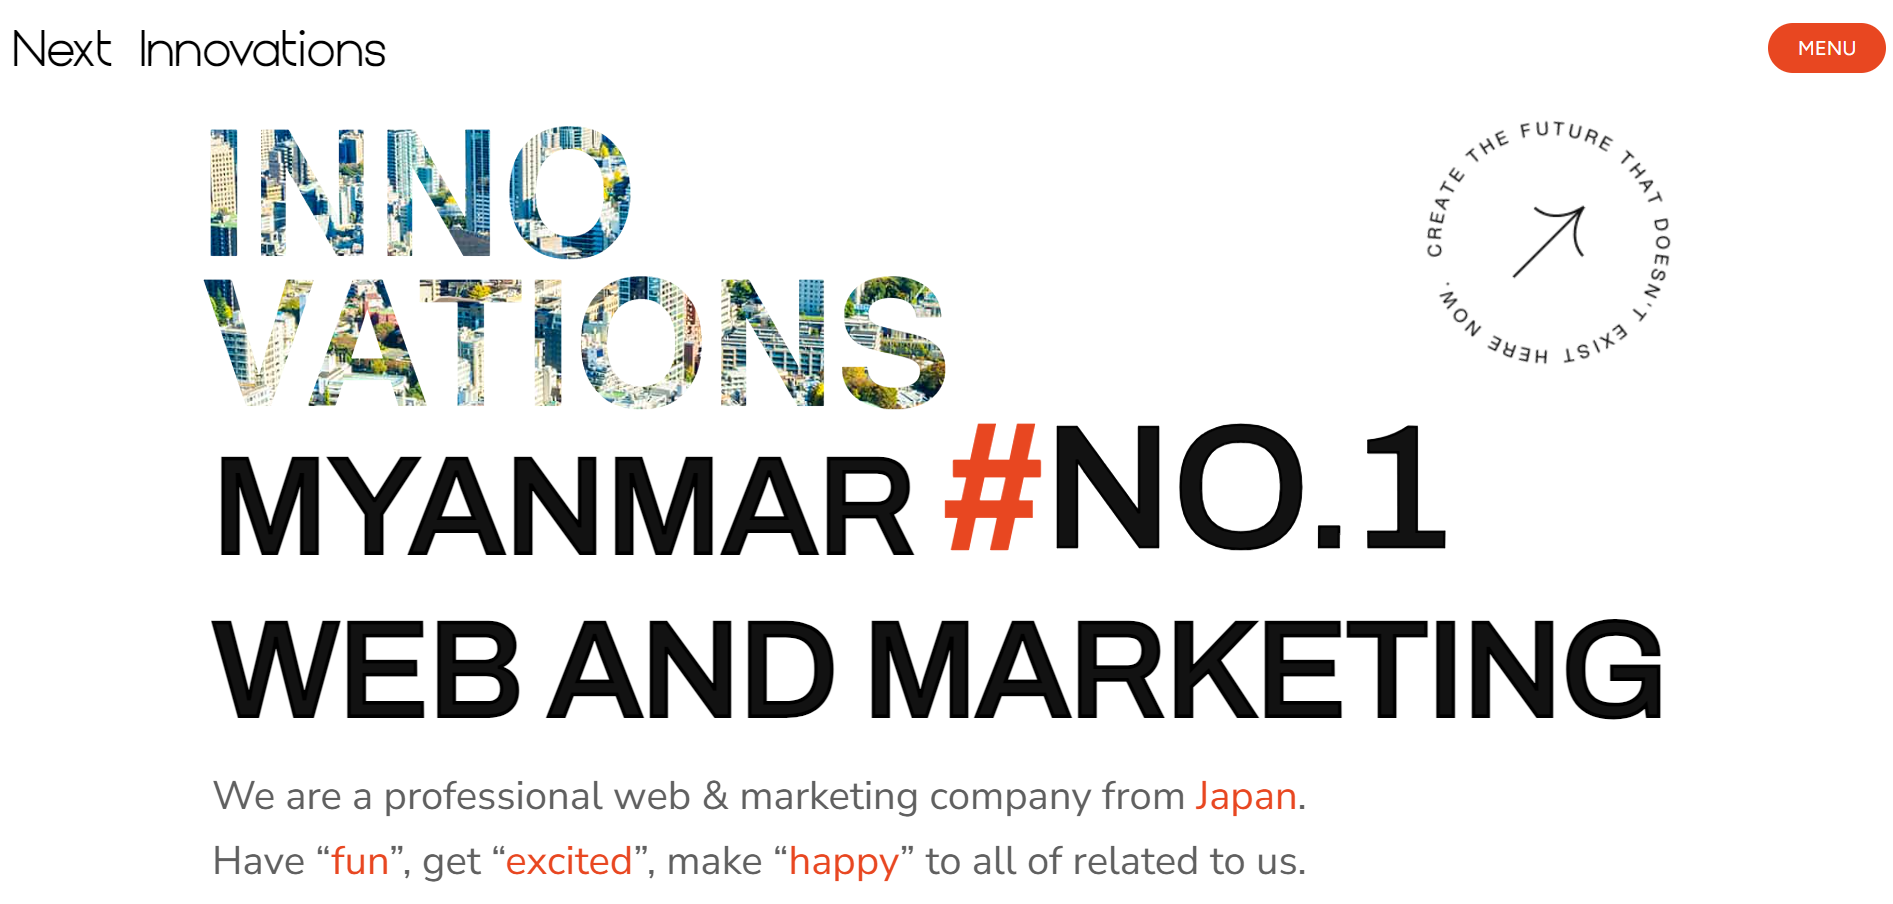 Next Innovations
MENU
INNO
VATIONS
CREATE THE FUTURE THAT DOESN'T EXIST HERE NOW.
MYANMAR #NO.1
WEB AND MARKETING
We are a professional web & marketing company from Japan.
Have “fun”, get “excited”, make “happy” to all of related to us.